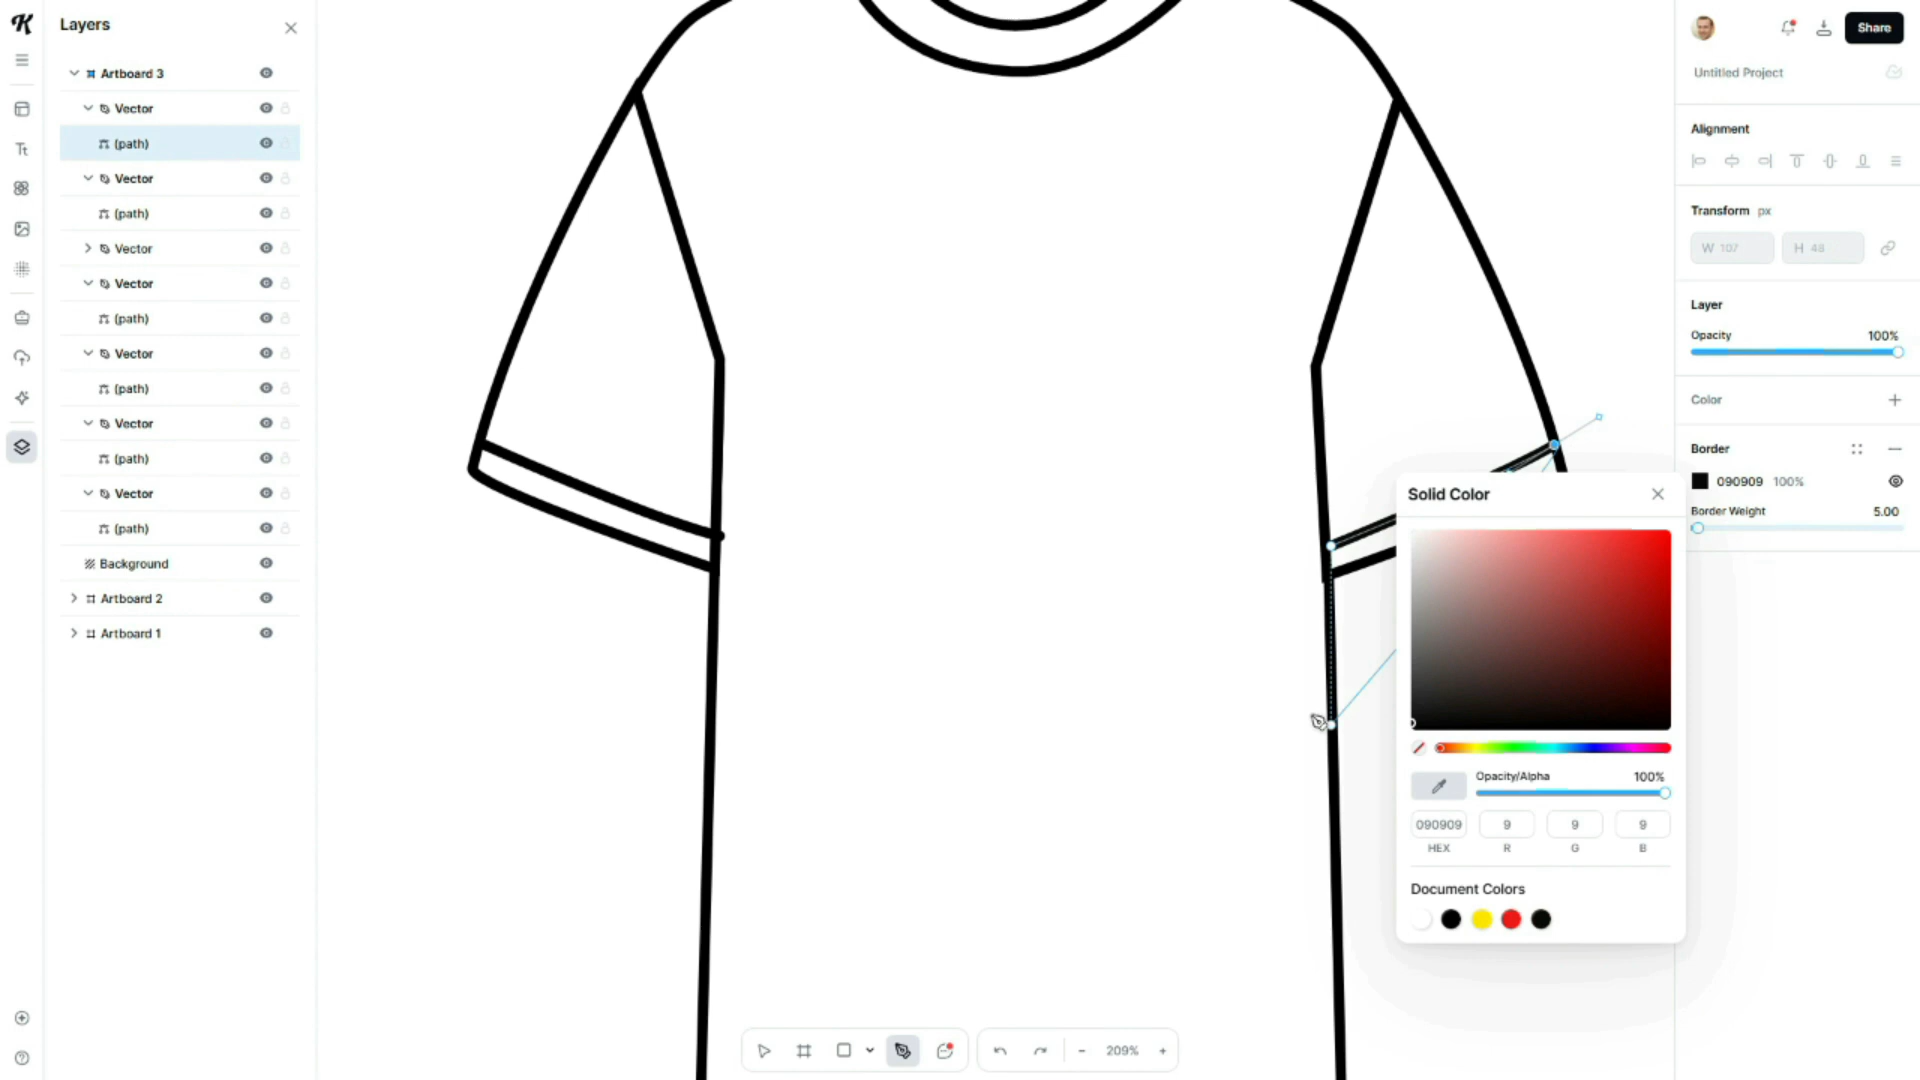 Layers
Artboard 3
Vector
(path)
Vector
(path)
Vector
Vector
(path)
Vector
(path)
Vector
(path)
Vector
(path)
Background
Artboard 2
Artboard 1
209%
Share
Untitled Project
Alignment
Transform px
W 107 H 48
Layer
Opacity 100%
Color
Border
090909 100%
Border Weight 5.00
Solid Color
Opacity/Alpha 100%
090909 9 9 9
HEX R G B
Document Colors